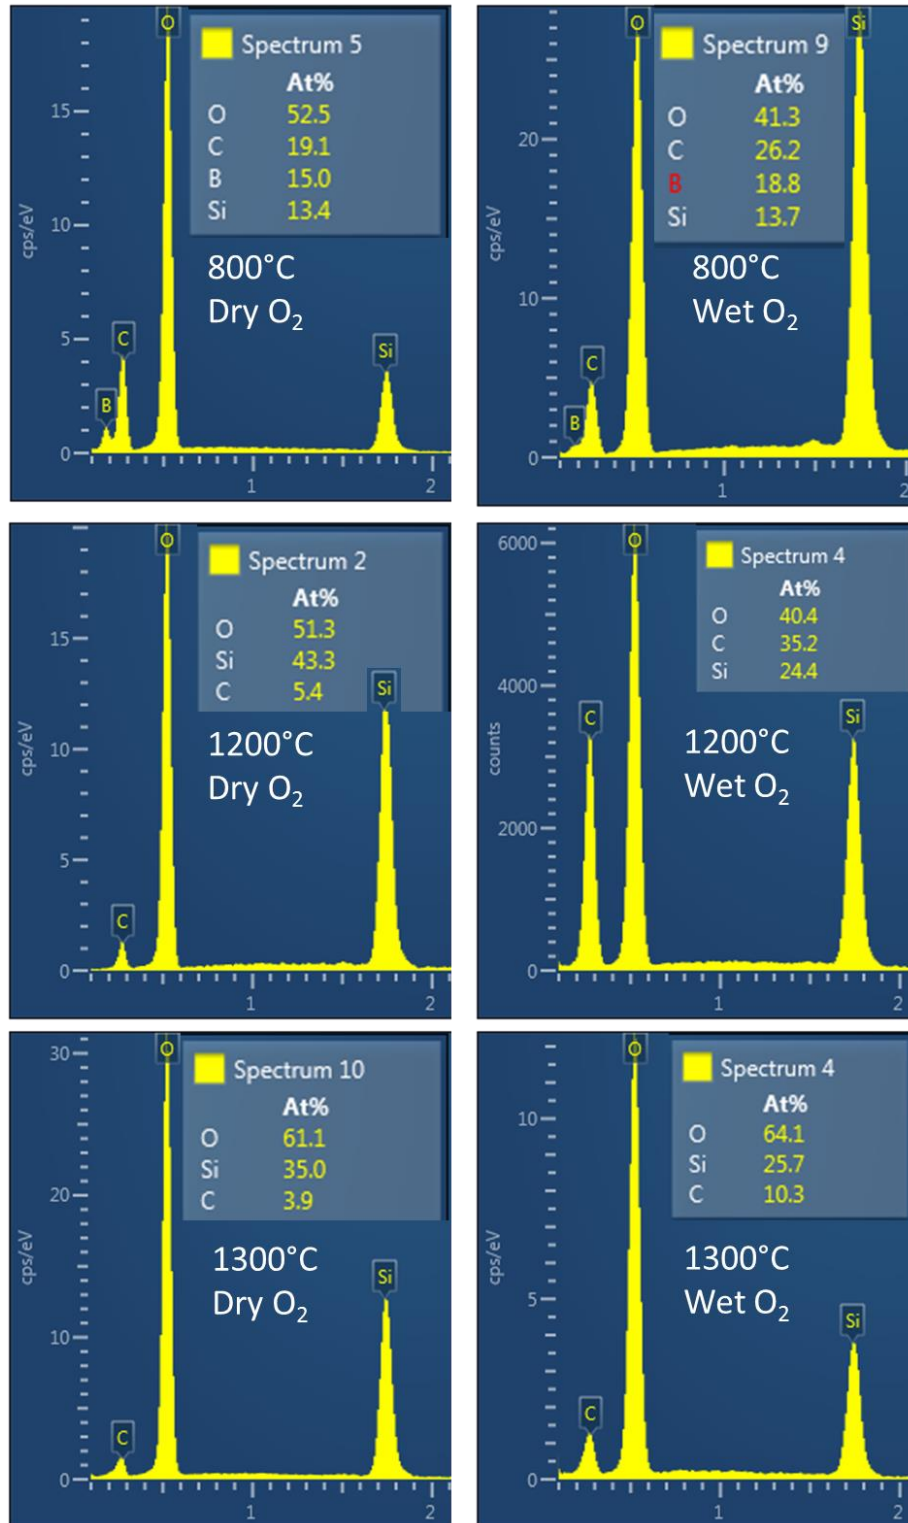 O
Spectrum 5
At%
O 52.5
C 19.1
B 15.0
Si 13.4
800°C
Dry O₂
cps/eV
15
10
5
0
B
C
Si
1
2
O
Si
Spectrum 9
At%
O 41.3
C 26.2
B 18.8
Si 13.7
800°C
Wet O₂
cps/eV
20
10
0
B
C
1
2
O
Spectrum 2
At%
O 51.3
Si 43.3
C 5.4
1200°C
Dry O₂
cps/eV
15
10
5
0
C
Si
1
2
O
Spectrum 4
At%
O 40.4
C 35.2
Si 24.4
1200°C
Wet O₂
counts
6000
4000
2000
0
C
Si
1
2
O
Spectrum 10
At%
O 61.1
Si 35.0
C 3.9
1300°C
Dry O₂
cps/eV
30
20
10
0
C
Si
1
2
O
Spectrum 4
At%
O 64.1
Si 25.7
C 10.3
1300°C
Wet O₂
cps/eV
10
5
0
C
Si
1
2